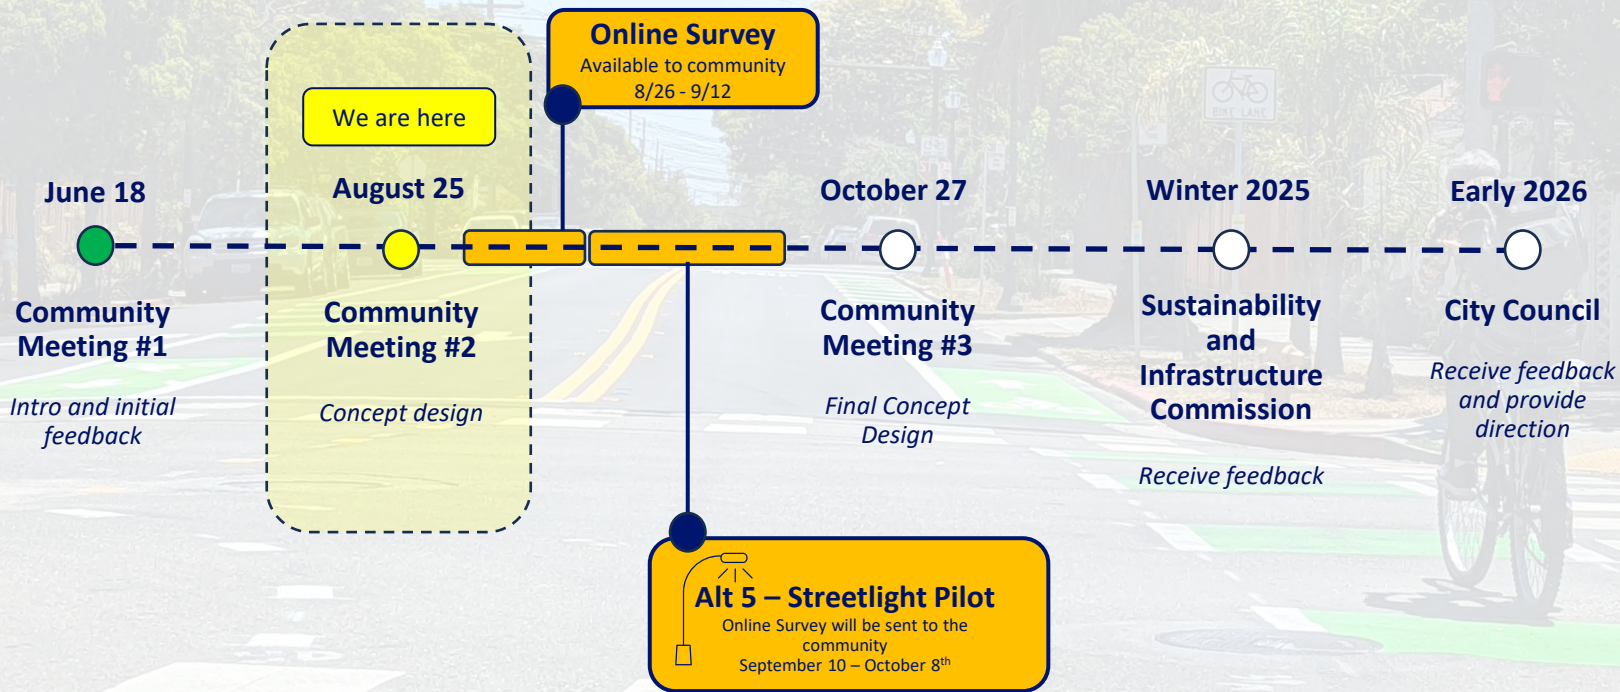 Online Survey
Available to community
8/26 - 9/12
We are here
June 18
August 25
October 27
Winter 2025
Early 2026
Community
Meeting #1
Intro and initial
feedback
Community
Meeting #2
Concept design
Community
Meeting #3
Final Concept
Design
Sustainability
and
Infrastructure
Commission
Receive feedback
City Council
Receive feedback
and provide
direction
Alt 5 – Streetlight Pilot
Online Survey will be sent to the
community
September 10 – October 8th
BIKE LANE